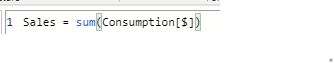 1 Sales = sum(Consumption[$])